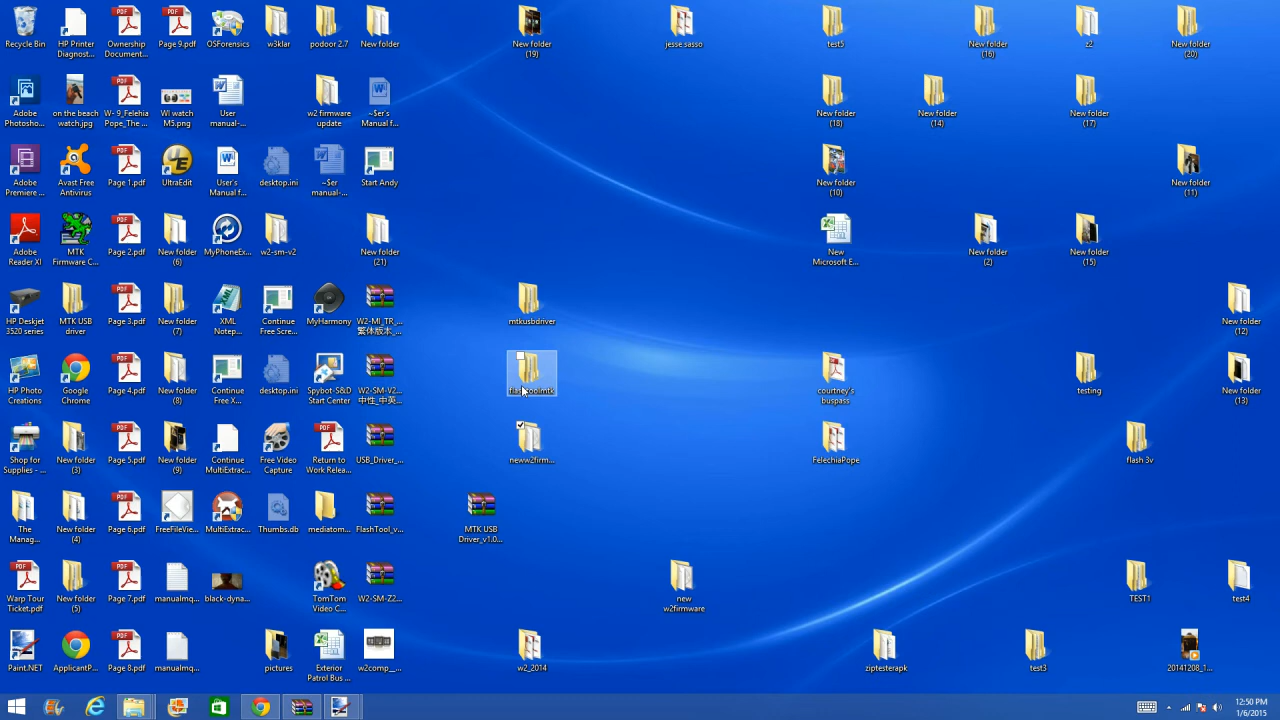 Recycle Bin
HP Printer
Diagnost...
Ownership
Document...
Page 9.pdf
OSForensics
w3klar
podoor 2.7
New folder
New folder
(19)
jesse sasso
test5
New folder
(16)
z2
New folder
(20)
Adobe
Photosho...
on the beach
watch.jpg
W- 9_Felehia
Pope_The ...
WI watch
M5.png
User
manual-...
w2 firmware
update
~$er's
Manual f...
New folder
(18)
New folder
(14)
New folder
(17)
Adobe
Premiere ...
Avast Free
Antivirus
Page 1.pdf
UltraEdit
User's
Manual f...
desktop.ini
~$er
manual-...
Start Andy
New folder
(10)
New folder
(11)
Adobe
Reader XI
MTK
Firmware C...
Page 2.pdf
New folder
(6)
MyPhoneEx...
w2-sm-v2
New folder
(21)
New
Microsoft E...
New folder
(2)
New folder
(15)
HP Deskjet
3520 series
MTK USB
driver
Page 3.pdf
New folder
(7)
XML
Notep...
Continue
Free Scre...
MyHarmony
W2-MI_TR_...
繁体版本_...
mtkusbdriver
New folder
(12)
HP Photo
Creations
Google
Chrome
Page 4.pdf
New folder
(8)
Continue
Free X...
desktop.ini
Spybot-S&D
Start Center
W2-SM-V2...
中性_中英...
courtney's
buspass
testing
New folder
(13)
Shop for
Supplies - ...
New folder
(3)
Page 5.pdf
New folder
(9)
Continue
MultiExtrac...
Free Video
Capture
Return to
Work Relea...
USB_Driver_...
neww2firm...
FelechiaPope
flash 3v
The
Manag...
New folder
(4)
Page 6.pdf
FreeFileVie...
MultiExtrac...
Thumbs.db
mediatom...
FlashTool_v...
MTK USB
Driver_v1.0...
Warp Tour
Ticket.pdf
New folder
(5)
Page 7.pdf
manualmq...
black-dyna...
TomTom
Video C...
W2-SM-Z2...
new
w2firmware
TEST1
test4
Paint.NET
ApplicantP...
Page 8.pdf
manualmq...
pictures
Exterior
Patrol Bus ...
w2comp__...
w2_2014
ziptesterapk
test3
20141208_1...
12:50 PM
1/6/2015